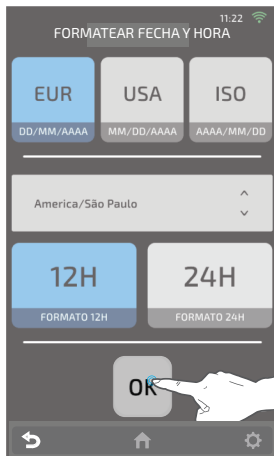 11:22
FORMATEAR FECHA Y HORA
EUR USA ISO
DD/MM/AAAA MM/DD/AAAA AAAA/MM/DD
America/São Paulo
12H 24H
FORMATO 12H FORMATO 24H
OK